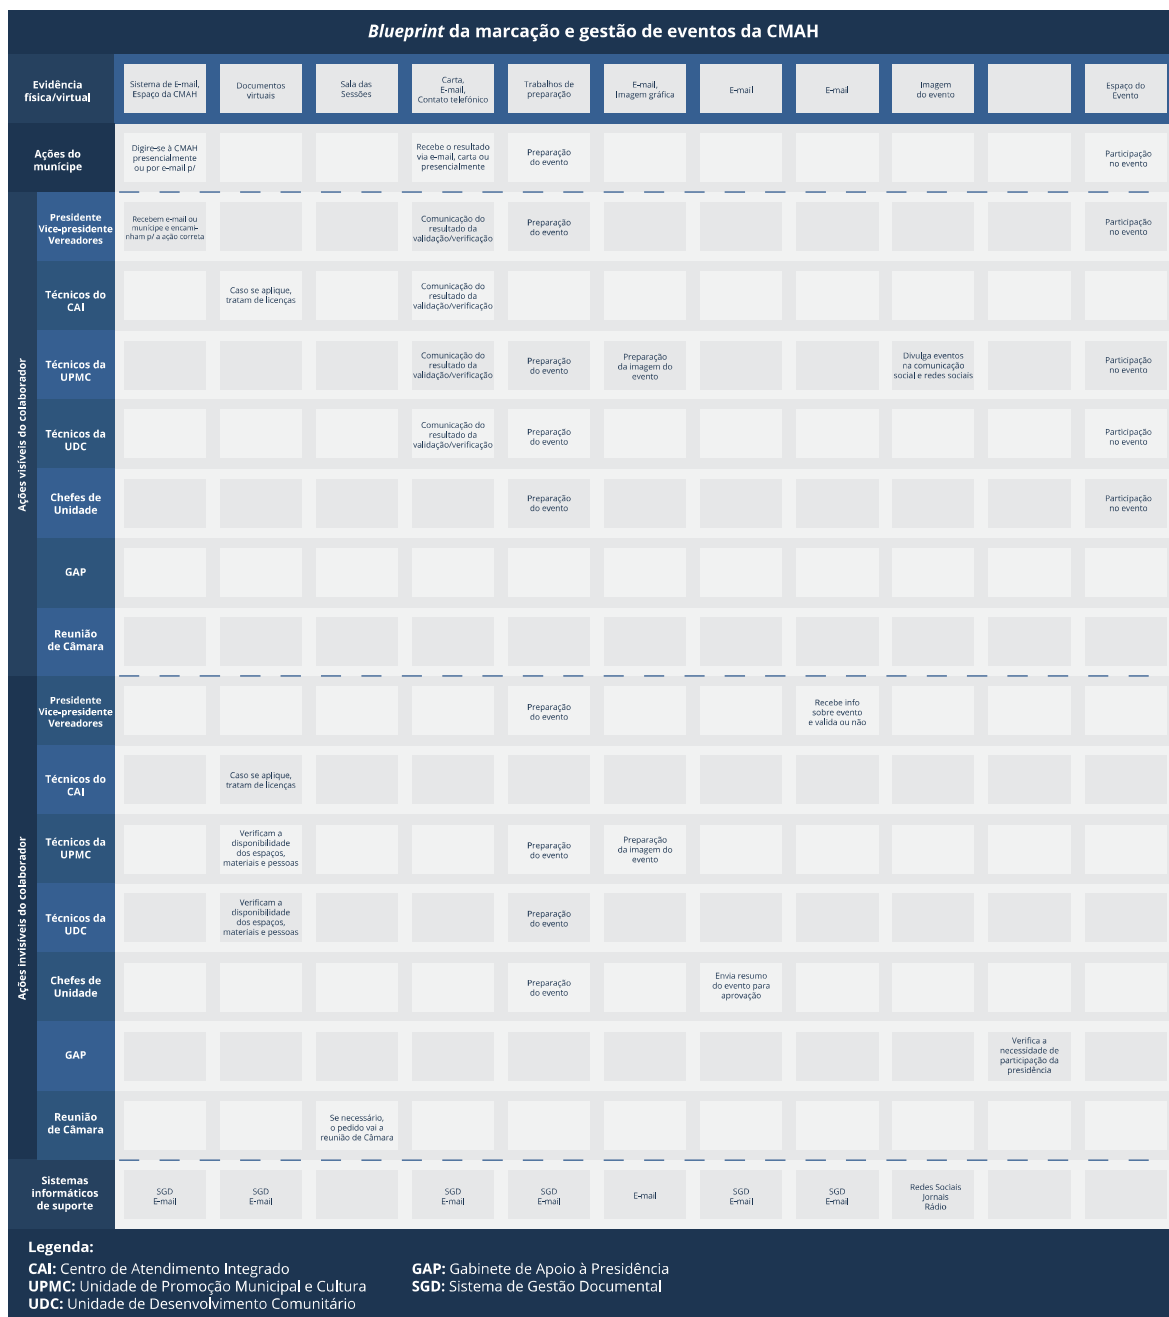 Blueprint da marcação e gestão de eventos da CMAH
Evidência
física/virtual
Sistema de E-mail,
Espaço da CMAH
Documentos
virtuais
Sala das
Sessões
Carta,
E-mail,
Contato telefónico
Trabalhos de
preparação
E-mail,
Imagem gráfica
E-mail
E-mail
Imagem
do evento
Espaço do
Evento
Ações do
munícipe
Digire-se à CMAH
presencialmente
ou por e-mail p/
Recebe o resultado
via e-mail, carta ou
presencialmente
Preparação
do evento
Participação
no evento
Ações visíveis do colaborador
Presidente
Vice-presidente
Vereadores
Recebem e-mail ou
munícipe e encami-
nham p/ a ação correta
Comunicação do
resultado da
validação/verificação
Preparação
do evento
Participação
no evento
Técnicos do
CAI
Caso se aplique,
tratam de licenças
Comunicação do
resultado da
validação/verificação
Técnicos da
UPMC
Comunicação do
resultado da
validação/verificação
Preparação
do evento
Preparação
da imagem do
evento
Divulga eventos
na comunicação
social e redes sociais
Participação
no evento
Técnicos da
UDC
Comunicação do
resultado da
validação/verificação
Preparação
do evento
Participação
no evento
Chefes de
Unidade
Preparação
do evento
Participação
no evento
GAP
Reunião
de Câmara
Ações invisíveis do colaborador
Presidente
Vice-presidente
Vereadores
Preparação
do evento
Recebe info
sobre evento
e valida ou não
Técnicos do
CAI
Caso se aplique,
tratam de licenças
Técnicos da
UPMC
Verificam a
disponibilidade
dos espaços,
materiais e pessoas
Preparação
do evento
Preparação
da imagem do
evento
Técnicos da
UDC
Verificam a
disponibilidade
dos espaços,
materiais e pessoas
Preparação
do evento
Chefes de
Unidade
Preparação
do evento
Envia resumo
do evento para
aprovação
GAP
Verifica a
necessidade de
participação da
presidência
Reunião
de Câmara
Se necessário,
o pedido vai a
reunião de Câmara
Sistemas
informáticos
de suporte
SGD
E-mail
SGD
E-mail
SGD
E-mail
SGD
E-mail
E-mail
SGD
E-mail
SGD
E-mail
Redes Sociais
Jornais
Rádio
Legenda:
CAI: Centro de Atendimento Integrado
UPMC: Unidade de Promoção Municipal e Cultura
UDC: Unidade de Desenvolvimento Comunitário
GAP: Gabinete de Apoio à Presidência
SGD: Sistema de Gestão Documental